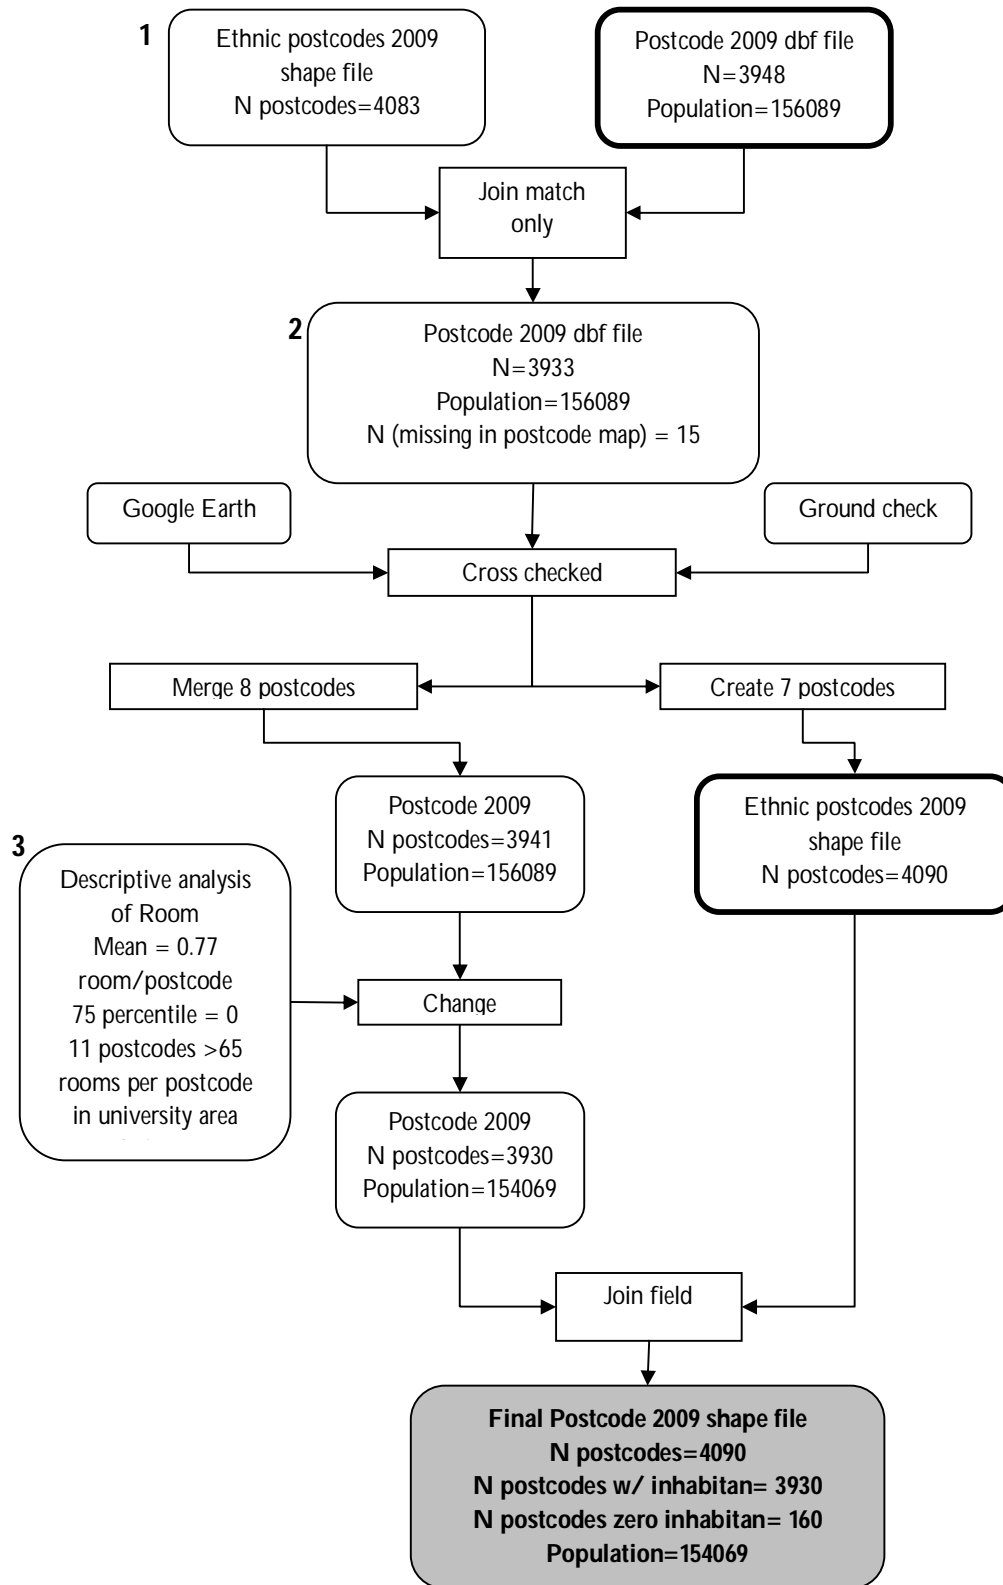 1
Ethnic postcodes 2009
shape file
N postcodes=4083
Postcode 2009 dbf file
N=3948
Population=156089
Join match
only
2
Postcode 2009 dbf file
N=3933
Population=156089
N (missing in postcode map) = 15
Google Earth
Ground check
Cross checked
Merge 8 postcodes
Create 7 postcodes
Postcode 2009
N postcodes=3941
Population=156089
Ethnic postcodes 2009
shape file
N postcodes=4090
3
Descriptive analysis
of Room
Mean = 0.77
room/postcode
75 percentile = 0
11 postcodes >65
rooms per postcode
in university area
Change
Postcode 2009
N postcodes=3930
Population=154069
Join field
Final Postcode 2009 shape file
N postcodes=4090
N postcodes w/ inhabitan= 3930
N postcodes zero inhabitan= 160
Population=154069